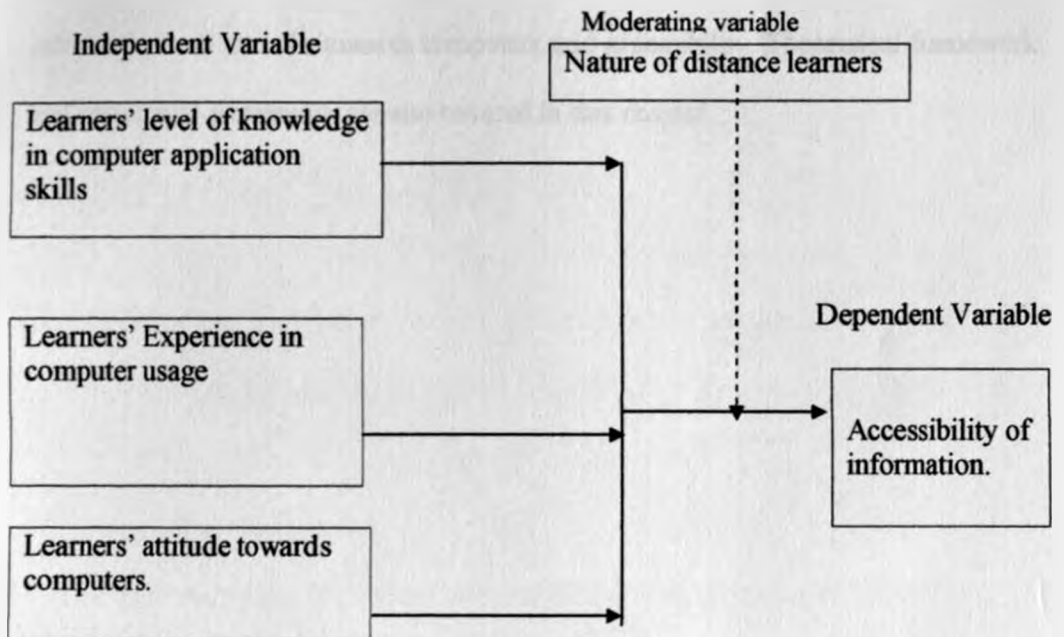 Moderating variable
Independent Variable
Nature of distance learners
Learners' level of knowledge
in computer application
skills
Learners' Experience in
computer usage
Dependent Variable
Accessibility of
information.
Learners' attitude towards
computers.